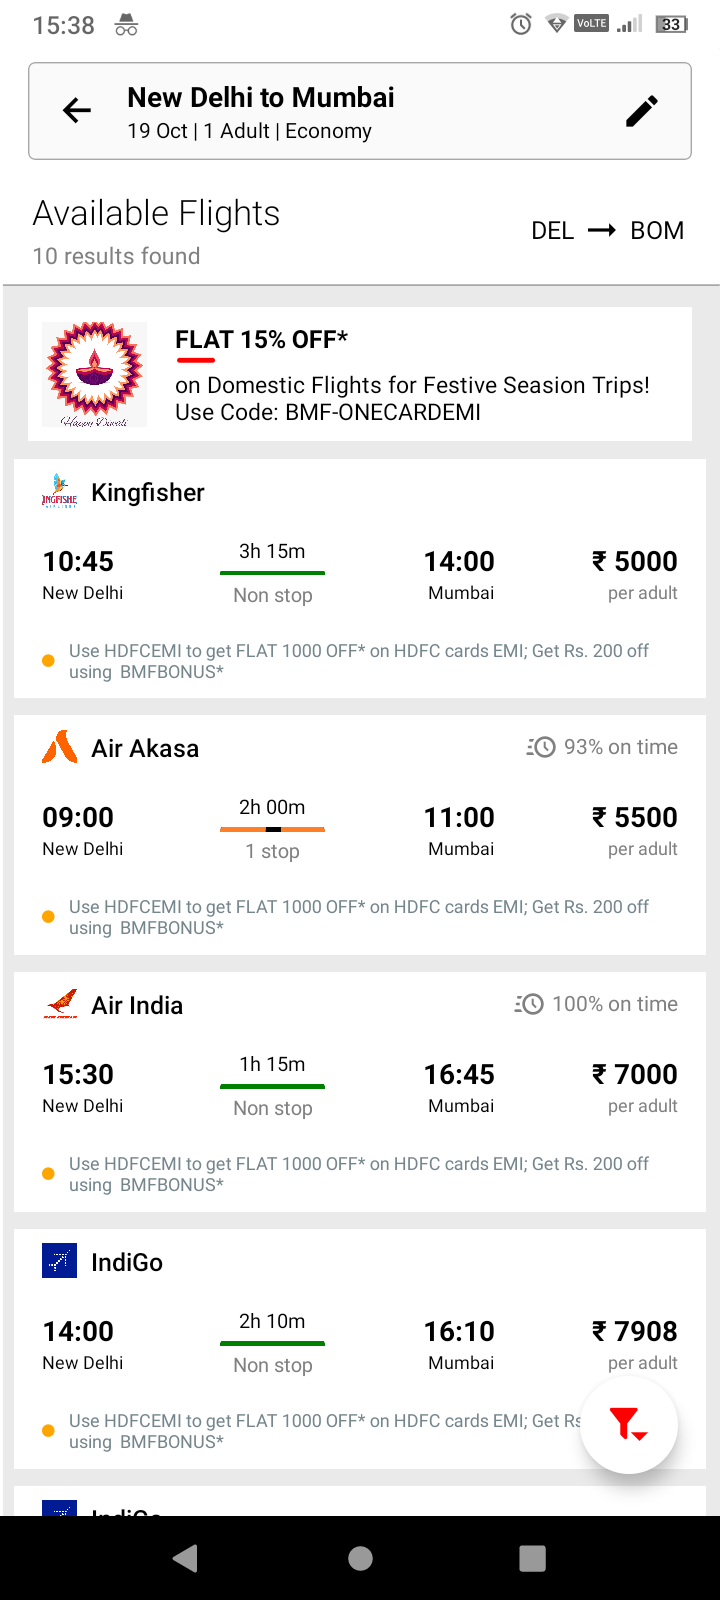 15:38
VoLTE
33
New Delhi to Mumbai
19 Oct | 1 Adult | Economy
Available Flights
10 results found
DEL → BOM
Happy Diwali
FLAT 15% OFF*
on Domestic Flights for Festive Seasion Trips!
Use Code: BMF-ONECARDEMI
INGFISHE
AIRLINES
Kingfisher
10:45 3h 15m 14:00 ₹ 5000
New Delhi Non stop Mumbai per adult
Use HDFCEMI to get FLAT 1000 OFF* on HDFC cards EMI; Get Rs. 200 off
using BMFBONUS*
Air Akasa 93% on time
09:00 2h 00m 11:00 ₹ 5500
New Delhi 1 stop Mumbai per adult
Use HDFCEMI to get FLAT 1000 OFF* on HDFC cards EMI; Get Rs. 200 off
using BMFBONUS*
Air India 100% on time
15:30 1h 15m 16:45 ₹ 7000
New Delhi Non stop Mumbai per adult
Use HDFCEMI to get FLAT 1000 OFF* on HDFC cards EMI; Get Rs. 200 off
using BMFBONUS*
IndiGo
14:00 2h 10m 16:10 ₹ 7908
New Delhi Non stop Mumbai per adult
Use HDFCEMI to get FLAT 1000 OFF* on HDFC cards EMI; Get Rs
using BMFBONUS*
IndiGo